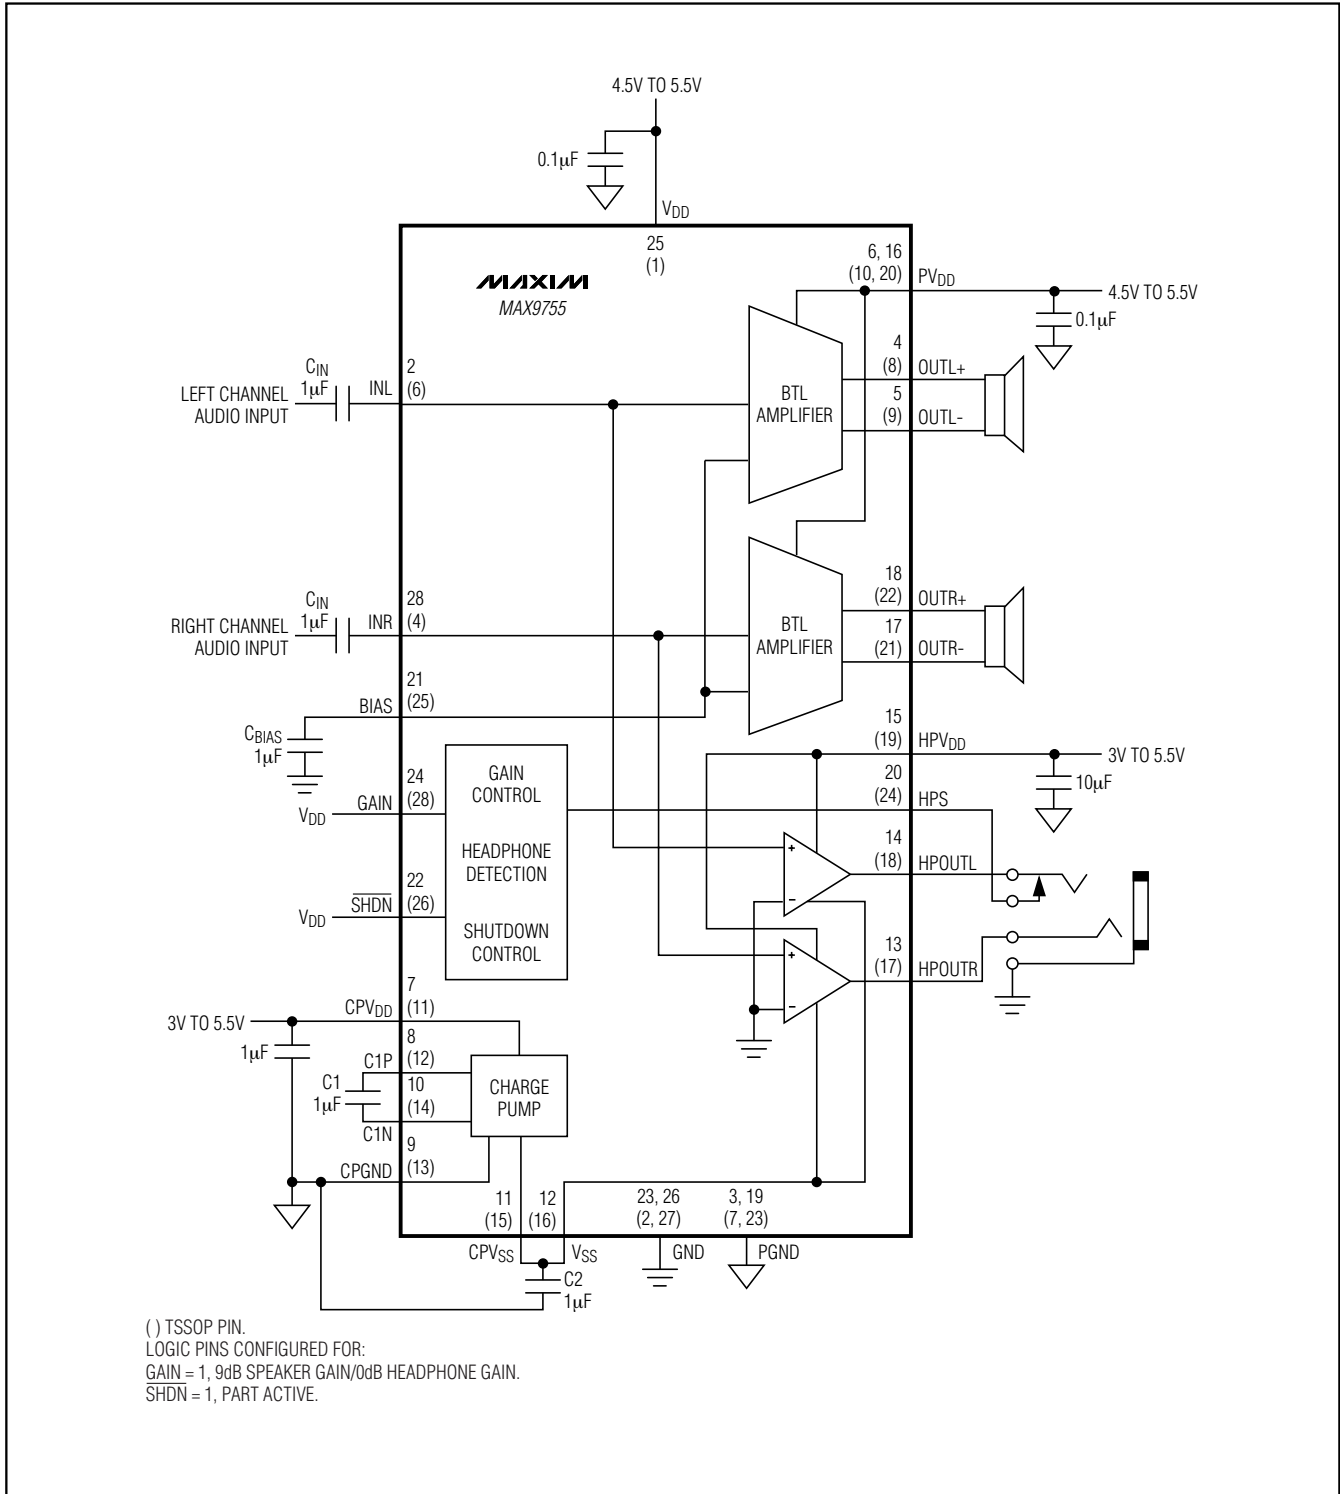 4.5V TO 5.5V
0.1µF
VDD
25
(1)
6, 16
(10, 20)
PVDD
MAXIM
MAX9755
4.5V TO 5.5V
0.1µF
4
(8)
OUTL+
5
(9)
OUTL-
CIN
1µF
2
(6)
INL
LEFT CHANNEL
AUDIO INPUT
BTL
AMPLIFIER
18
(22)
OUTR+
17
(21)
OUTR-
CIN
1µF
28
(4)
INR
RIGHT CHANNEL
AUDIO INPUT
BTL
AMPLIFIER
21
(25)
BIAS
CBIAS
1µF
15
(19)
HPVDD
3V TO 5.5V
10µF
24
(28)
GAIN
VDD
GAIN
CONTROL
HEADPHONE
DETECTION
SHUTDOWN
CONTROL
20
(24)
HPS
14
(18)
HPOUTL
+
-
22
(26)
SHDN
VDD
13
(17)
HPOUTR
+
-
7
(11)
CPVDD
3V TO 5.5V
1µF
8
(12)
C1P
C1
1µF
10
(14)
C1N
CHARGE
PUMP
9
(13)
CPGND
11
(15)
12
(16)
23, 26
(2, 27)
3, 19
(7, 23)
CPVSS
VSS
GND
PGND
C2
1µF
( ) TSSOP PIN.
LOGIC PINS CONFIGURED FOR:
GAIN = 1, 9dB SPEAKER GAIN/0dB HEADPHONE GAIN.
SHDN = 1, PART ACTIVE.